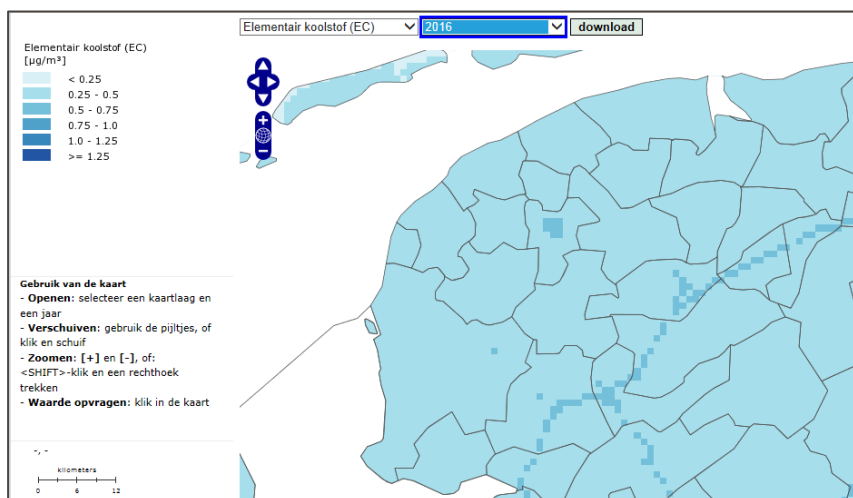 Elementair koolstof (EC) 2016 download
Elementair koolstof (EC)
[µg/m³]
< 0.25
0.25 - 0.5
0.5 - 0.75
0.75 - 1.0
1.0 - 1.25
>= 1.25
Gebruik van de kaart
- Openen: selecteer een kaartlaag en
een jaar
- Verschuiven: gebruik de pijltjes, of
klik en schuif
- Zoomen: [+] en [-], of:
<SHIFT>-klik en een rechthoek
trekken
- Waarde opvragen: klik in de kaart
-, -
kilometers
0 6 12